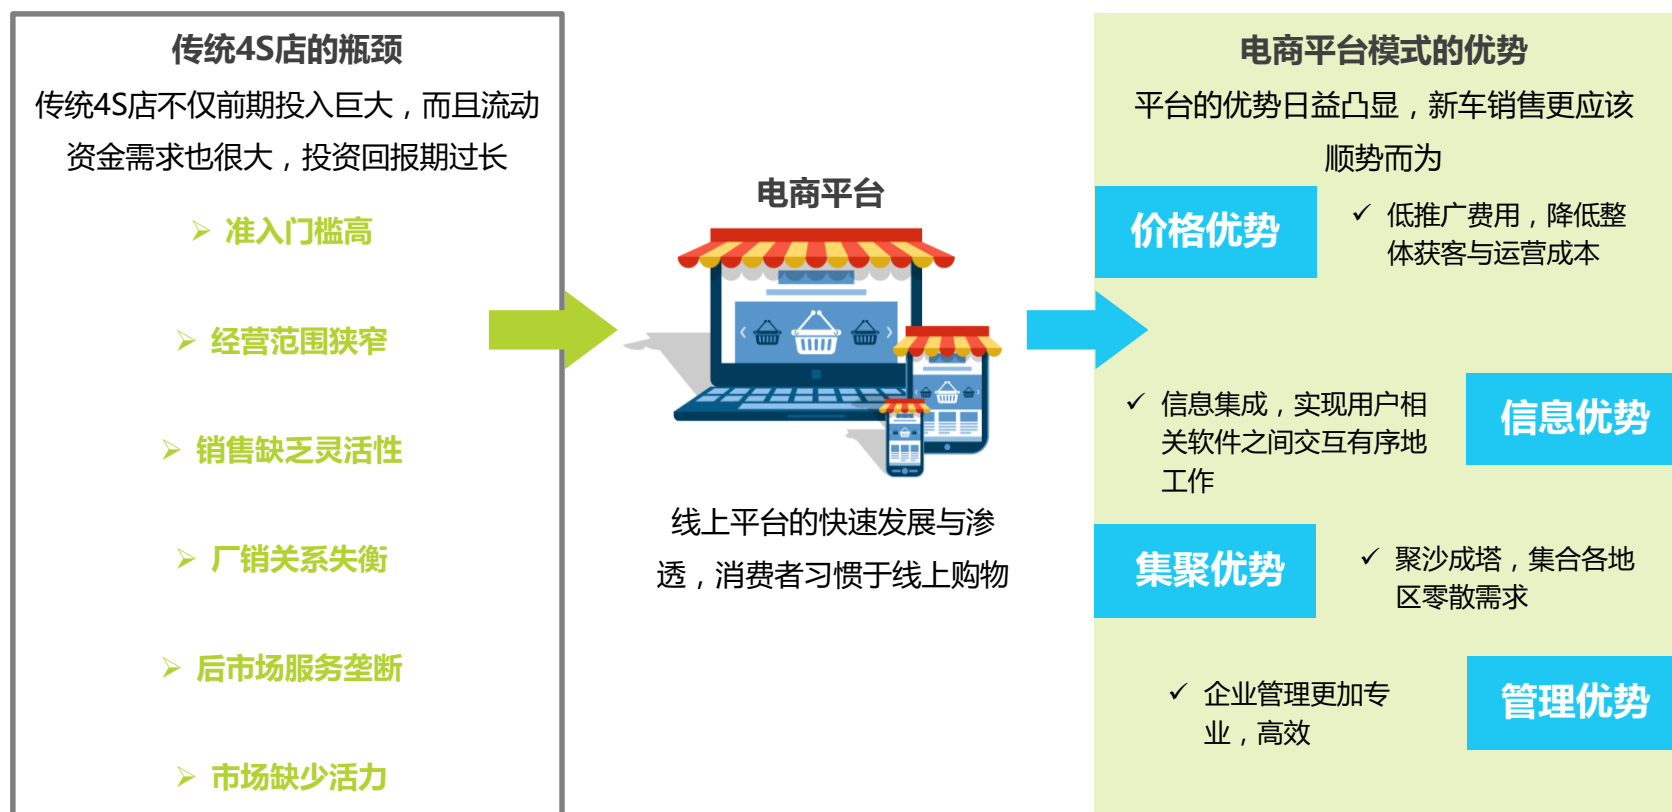 传统4S店的瓶颈
传统4S店不仅前期投入巨大，而且流动
资金需求也很大，投资回报期过长
准入门槛高
经营范围狭窄
销售缺乏灵活性
厂销关系失衡
后市场服务垄断
市场缺少活力
电商平台
线上平台的快速发展与渗
透，消费者习惯于线上购物
电商平台模式的优势
平台的优势日益凸显，新车销售更应该
顺势而为
价格优势
低推广费用，降低整
体获客与运营成本
信息集成，实现用户相
关软件之间交互有序地
工作
信息优势
集聚优势
聚沙成塔，集合各地
区零散需求
企业管理更加专
业，高效
管理优势